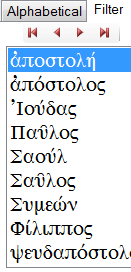 Alphabetical Filter
ἀποστολή
ἀπόστολος
Ἰούδας
Παῦλος
Σαούλ
Σαῦλος
Συμεών
Φίλιππος
ψευδαπόστολο